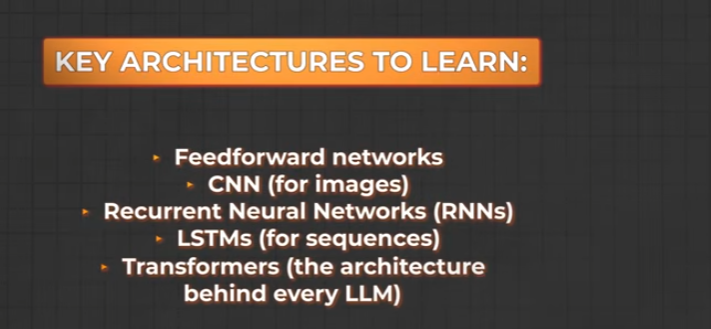 KEY ARCHITECTURES TO LEARN:
‣ Feedforward networks
‣ CNN (for images)
‣ Recurrent Neural Networks (RNNs)
‣ LSTMs (for sequences)
‣ Transformers (the architecture
behind every LLM)